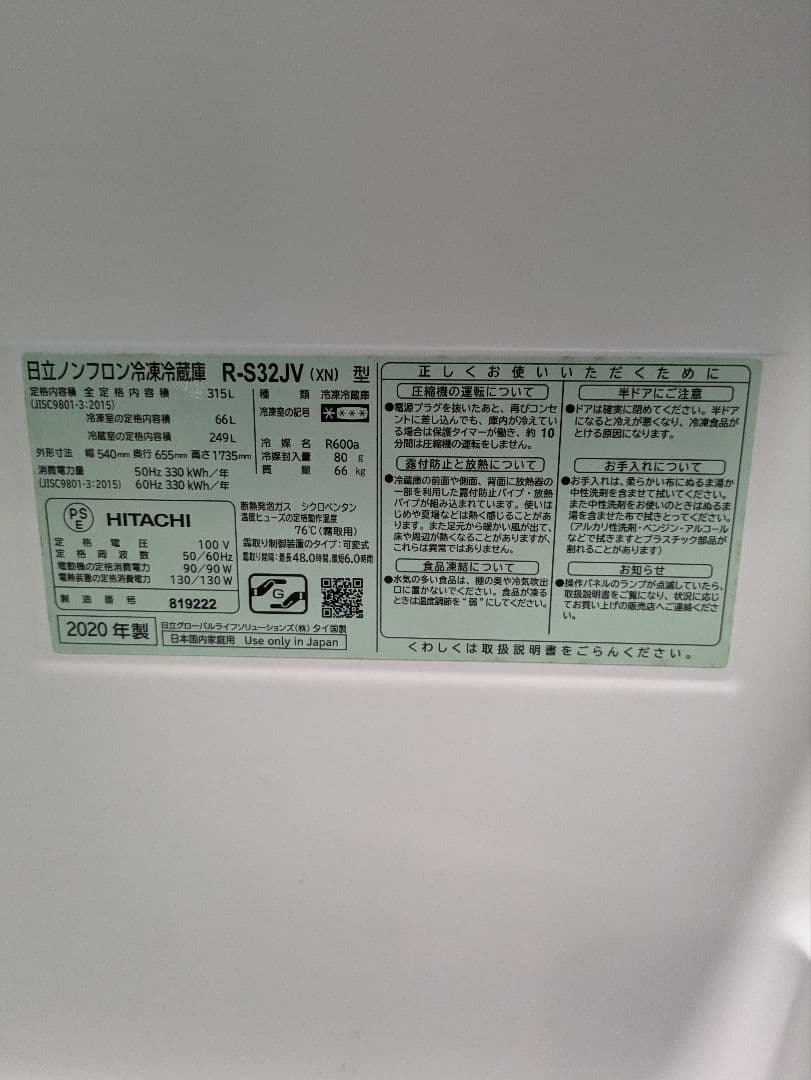 日立ノンフロン冷凍冷蔵庫 R-S32JV (XN) 型
定格内容積 全定格内容積 315L
(JISC9801-3:2015)
冷凍室の定格内容積 66L
冷蔵室の定格内容積 249L
外形寸法 幅540mm 奥行655mm 高さ1735mm
消費電力量 50Hz 330 kWh/年
(JISC9801-3:2015) 60Hz 330 kWh/年
種類 冷凍冷蔵庫
冷凍室の記号 ****
冷媒名 R600a
冷媒封入量 80 g
質量 66 kg
PSE HITACHI
定格電圧 100 V
定格周波数 50/60Hz
電動機の定格消費電力 90/90 W
電熱装置の定格消費電力 130/130 W
製造番号 819222
断熱発泡ガス シクロペンタン
温度ヒューズの定格動作温度
76℃(霜取用)
霜取り制御装置のタイプ:可変式
霜取り間隔:最長48.0時間、最短6.0時間
G
2020年製
日立グローバルライフソリューションズ(株) タイ国製
日本国内家庭用 Use only in Japan
正しくお使いいただくために
圧縮機の運転について
●電源プラグを抜いたあと、再びコンセ
ントに差し込んでも、庫内が冷えてい
る場合は保護タイマーが働き、約10
分間は圧縮機の運転をしません。
露付防止と放熱について
●冷蔵庫の前面や側面、背面に放熱器の
一部を利用した露付防止パイプ・放熱
パイプが組み込まれています。使いは
じめや夏場などは熱く感じることがあ
ります。また足元から暖かい風が出て、
床や周辺が熱くなることがありますが、
これらは異常ではありません。
食品凍結について
●水気の多い食品は、棚の奥や冷気吹出
口に置かないでください。食品が凍る
ときは温度調節を“弱”にしてください。
半ドアにご注意
●ドアは確実に閉めてください。半ドア
になると冷えが悪くなり、冷凍食品が
とける原因になります。
お手入れについて
●お手入れは、柔らかい布にぬるま湯か
中性洗剤を含ませて拭いてください。
また中性洗剤をお使いのときはぬるま
湯を含ませた布で拭きとってください。
(アルカリ性洗剤・ベンジン・アルコール
などで拭きますとプラスチック部品が
割れることがあります)
お知らせ
●操作パネルのランプが点滅していたら、
取扱説明書をご覧になり、状況に応じ
てお買い上げの販売店へご連絡くださ
い。
くわしくは取扱説明書をごらんください。